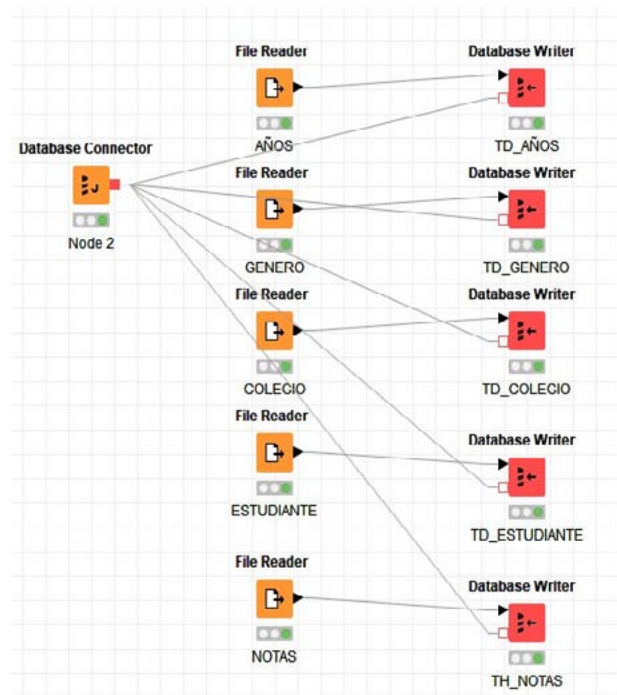 File Reader
Database Writer
AÑOS
TD_AÑOS
Database Connector
Node 2
File Reader
Database Writer
GENERO
TD_GENERO
File Reader
Database Writer
COLECIO
TD_COLECIO
File Reader
Database Writer
ESTUDIANTE
TD_ESTUDIANTE
File Reader
Database Writer
NOTAS
TH_NOTAS